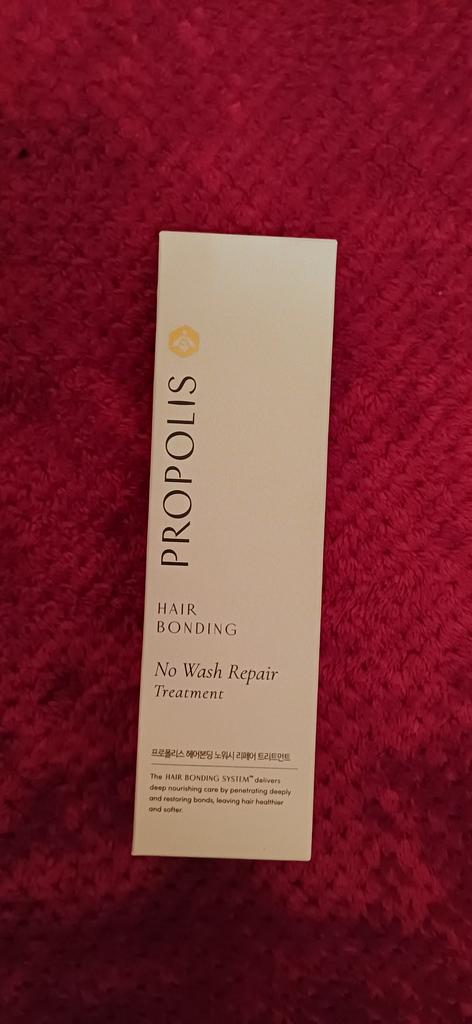 PROPOLIS
HAIR
BONDING
No Wash Repair
Treatment
프로폴리스 헤어본딩 노워시 리페어 트리트먼트
The HAIR BONDING SYSTEM™ delivers
deep nourishing care by penetrating deeply
and restoring bonds, leaving hair healthier
and softer.